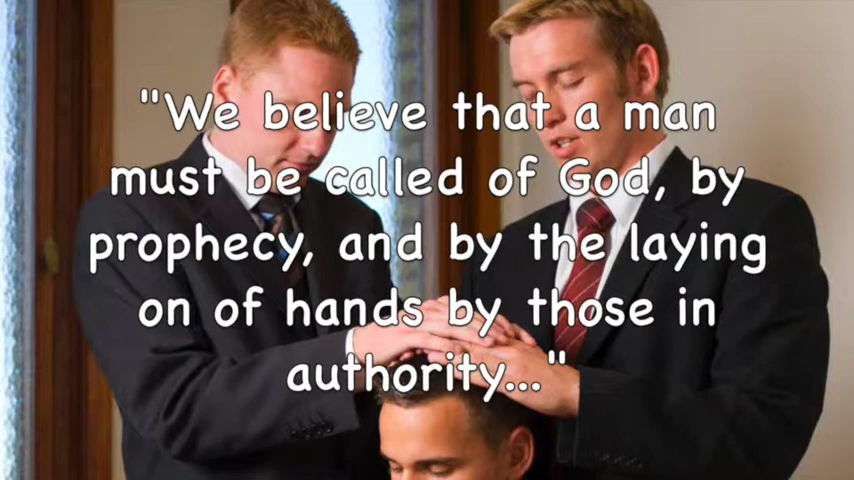 "We believe that a man
must be called of God, by
prophecy, and by the laying
on of hands by those in
authority..."